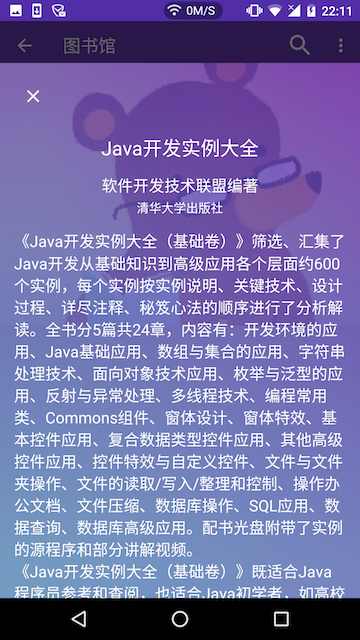 0M/S
22:11
图书馆
Java开发实例大全
软件开发技术联盟编著
清华大学出版社
《Java开发实例大全（基础卷）》筛选、汇集了
Java开发从基础知识到高级应用各个层面约600
个实例，每个实例按实例说明、关键技术、设计
过程、详尽注释、秘笈心法的顺序进行了分析解
读。全书分5篇共24章，内容有：开发环境的应
用、Java基础应用、数组与集合的应用、字符串
处理技术、面向对象技术应用、枚举与泛型的应
用、反射与异常处理、多线程技术、编程常用
类、Commons组件、窗体设计、窗体特效、基
本控件应用、复合数据类型控件应用、其他高级
控件应用、控件特效与自定义控件、文件与文件
夹操作、文件的读取/写入/整理和控制、操作办
公文档、文件压缩、数据库操作、SQL应用、数
据查询、数据库高级应用。配书光盘附带了实例
的源程序和部分讲解视频。
《Java开发实例大全（基础卷）》既适合Java
程序员参考和查阅，也适合Java初学者，如高校